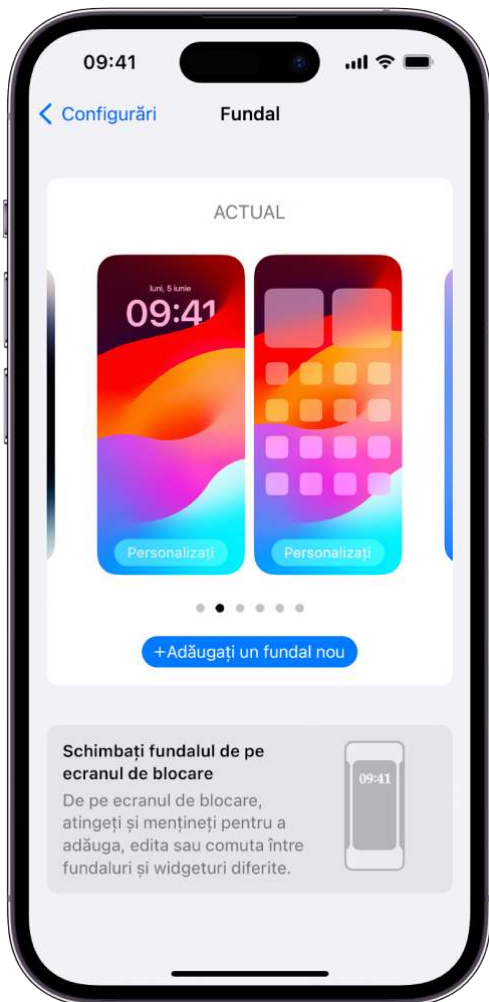 09:41
Configurări
Fundal
ACTUAL
luni, 5 iunie
09:41
Personalizați
Personalizați
+Adăugați un fundal nou
Schimbați fundalul de pe
ecranul de blocare
De pe ecranul de blocare,
atingeți și mențineți pentru a
adăuga, edita sau comuta între
fundaluri și widgeturi diferite.
09:41